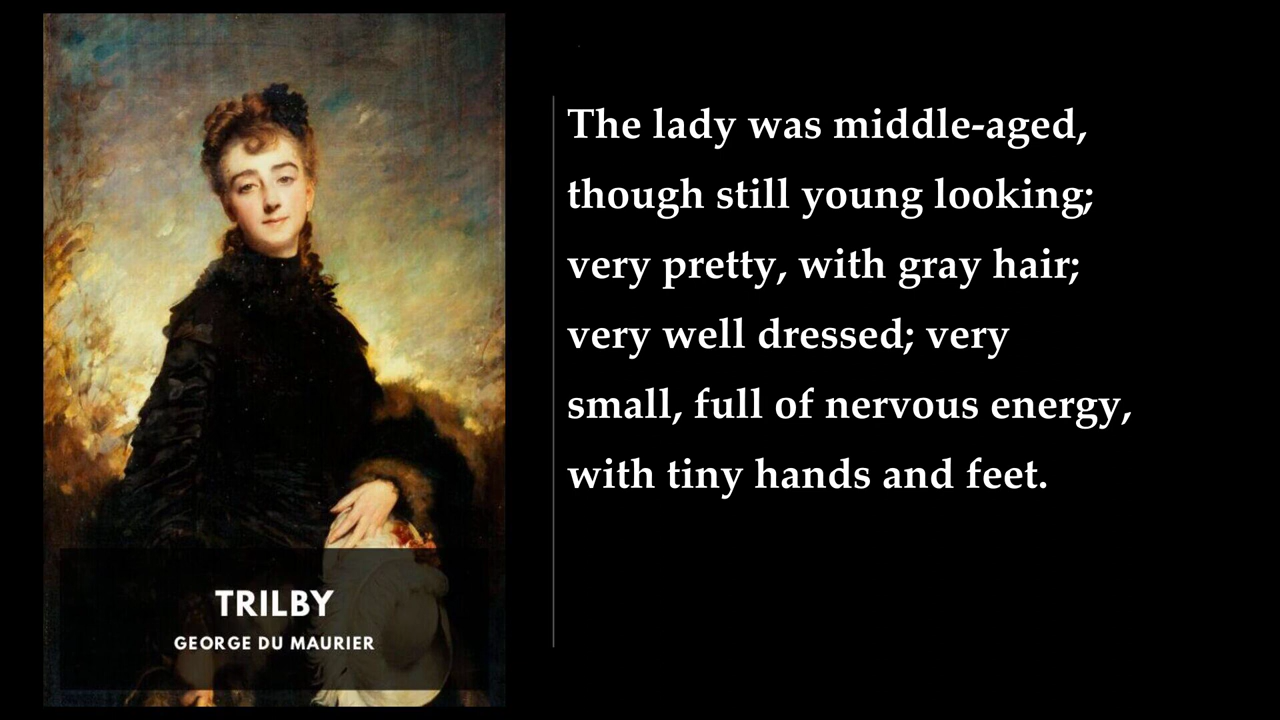 TRILBY
GEORGE DU MAURIER
The lady was middle-aged,
though still young looking;
very pretty, with gray hair;
very well dressed; very
small, full of nervous energy,
with tiny hands and feet.